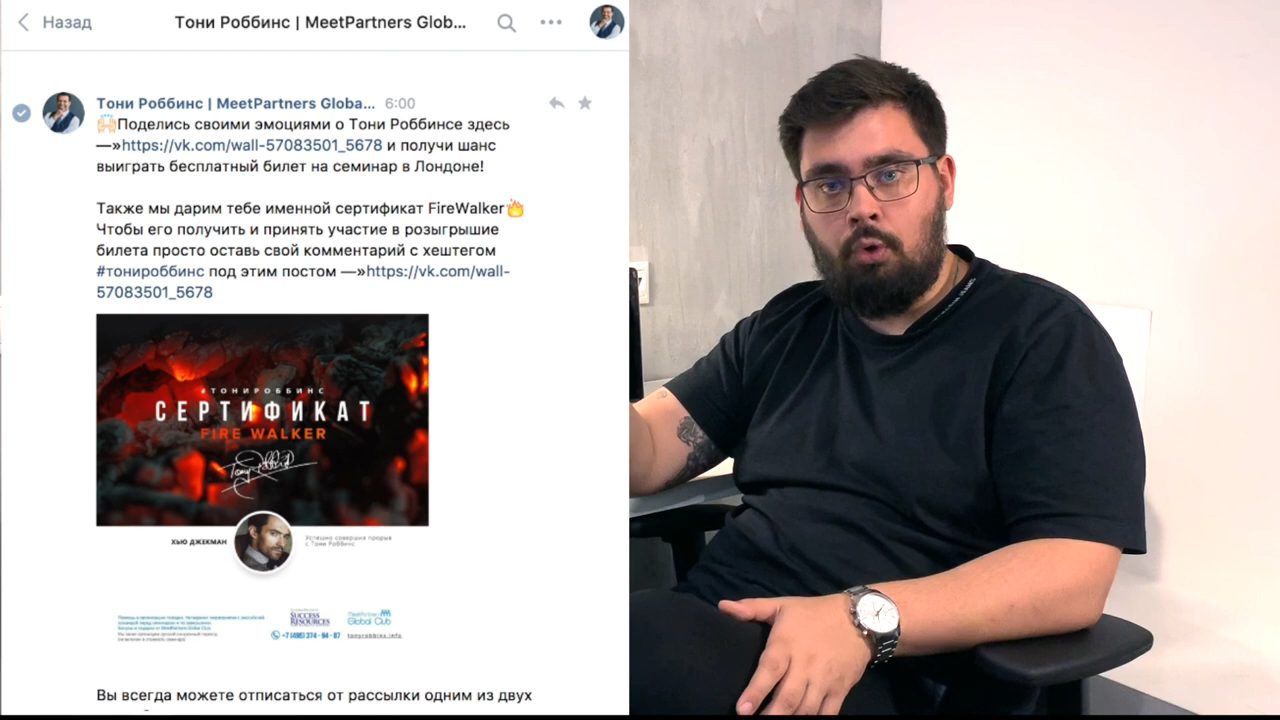 Назад
Тони Роббинс | MeetPartners Glob...
Тони Роббинс | MeetPartners Globa... 6:00
🙌🏻Поделись своими эмоциями о Тони Роббинсе здесь
—»https://vk.com/wall-57083501_5678 и получи шанс
выиграть бесплатный билет на семинар в Лондоне!
Также мы дарим тебе именной сертификат FireWalker🔥
Чтобы его получить и принять участие в розыгрышие
билета просто оставь свой комментарий с хештегом
#тонироббинс под этим постом —»https://vk.com/wall-
57083501_5678
#ТОНИРОББИНС
СЕРТИФИКАТ
FIRE WALKER
ХЬЮ ДЖЕКМАН
Успешно совершил прорыв
с Тони Роббинс
SUCCESS
RESOURCES
MeetPartners
Global Club
+7 (495) 374 - 64 - 87
tonyrobbins.info
Вы всегда можете отписаться от рассылки одним из двух